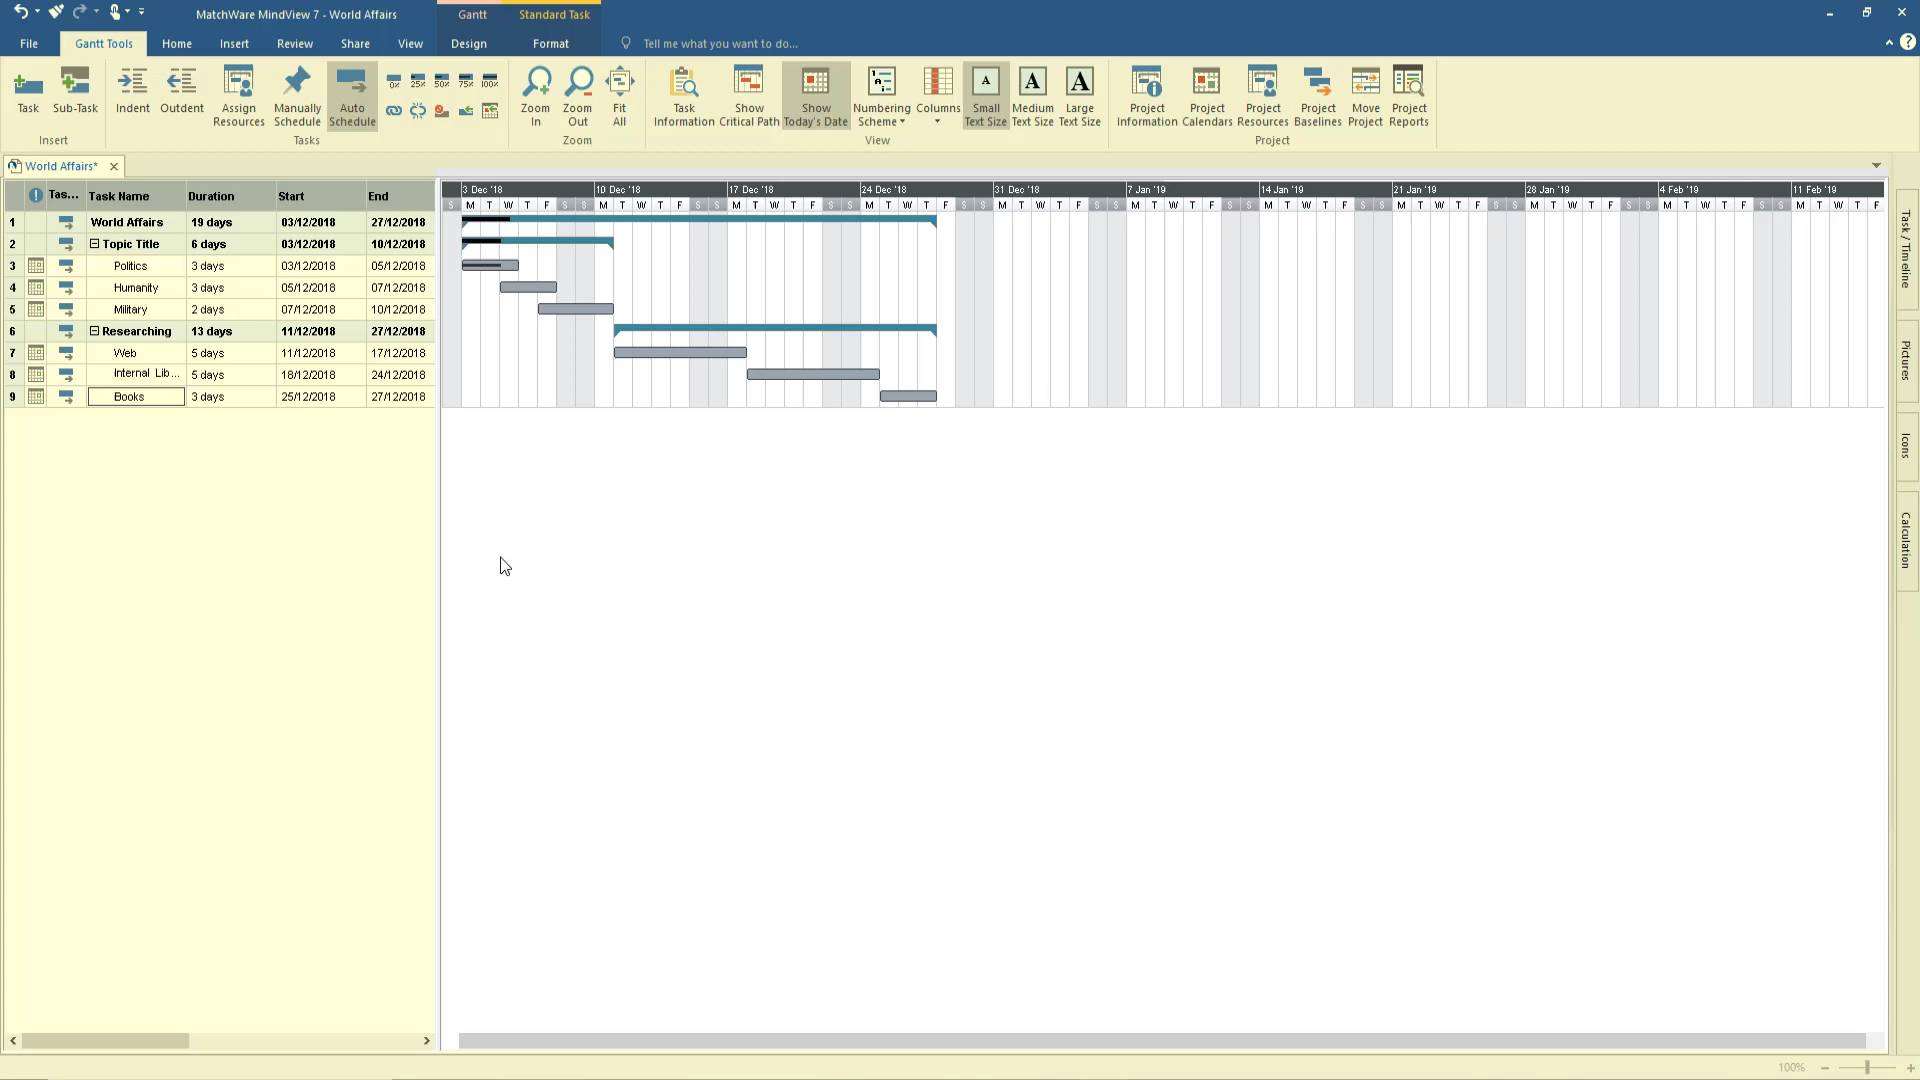 MatchWare MindView 7 - World Affairs
Gantt
Standard Task
File
Gantt Tools
Home
Insert
Review
Share
View
Design
Format
Tell me what you want to do...
Task
Sub-Task
Insert
Indent
Outdent
Assign Resources
Manually Schedule
Auto Schedule
0% 25% 50% 75% 100%
Tasks
Zoom In
Zoom Out
Fit All
Zoom
Task Information
Show Critical Path
Show Today's Date
Numbering Scheme
Columns
Small Text Size
Medium Text Size
Large Text Size
View
Project Information
Project Calendars
Project Resources
Project Baselines
Move Project
Project Reports
Project
World Affairs*
Tas... Task Name Duration Start End
1 World Affairs 19 days 03/12/2018 27/12/2018
2 Topic Title 6 days 03/12/2018 10/12/2018
3 Politics 3 days 03/12/2018 05/12/2018
4 Humanity 3 days 05/12/2018 07/12/2018
5 Military 2 days 07/12/2018 10/12/2018
6 Researching 13 days 11/12/2018 27/12/2018
7 Web 5 days 11/12/2018 17/12/2018
8 Internal Lib... 5 days 18/12/2018 24/12/2018
9 Books 3 days 25/12/2018 27/12/2018
3 Dec '18 10 Dec '18 17 Dec '18 24 Dec '18 31 Dec '18 7 Jan '19 14 Jan '19 21 Jan '19 28 Jan '19 4 Feb '19 11 Feb '19
S M T W T F S S M T W T F S S M T W T F S S M T W T F S S M T W T F S S M T W T F S S M T W T F S S M T W T F S S M T W T F S S M T W T F S S M T W T F
Task / Timeline
Pictures
Icons
Calculation
100%